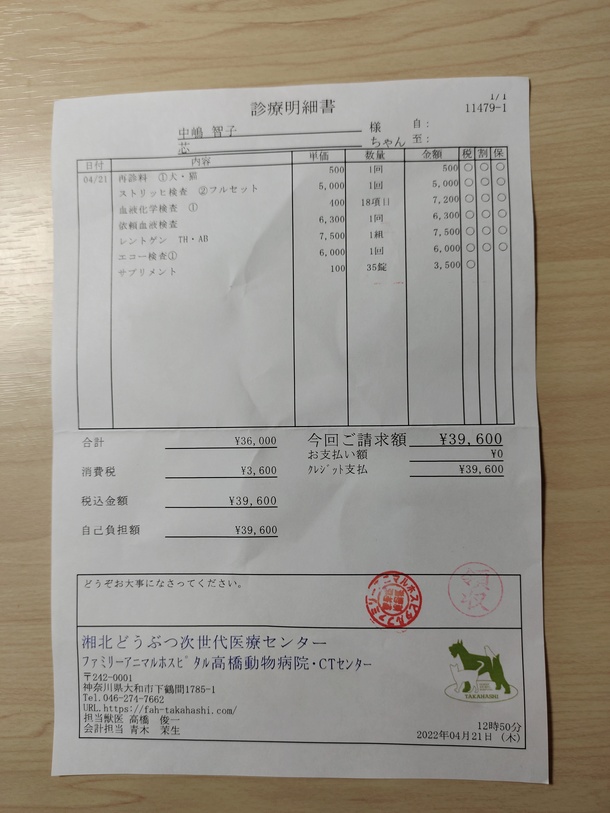 1/1
診療明細書
11479-1
中嶋 智子 様 自:
芯 ちゃん 至:
日付 内容 単価 数量 金額 税 割 保
04/21 再診料 ①犬・猫 500 1回 500 ○ ○ ○
ストリッヒ検査 ②フルセット 5,000 1回 5,000 ○ ○ ○
血液化学検査 ① 400 18項目 7,200 ○ ○ ○
依頼血液検査 6,300 1回 6,300 ○ ○ ○
レントゲン TH・AB 7,500 1組 7,500 ○ ○ ○
エコー検査① 6,000 1回 6,000 ○ ○ ○
サプリメント 100 35錠 3,500 ○
合計 ¥36,000
消費税 ¥3,600
税込金額 ¥39,600
自己負担額 ¥39,600
今回ご請求額 ¥39,600
お支払い額 ¥0
クレジット支払 ¥39,600
どうぞお大事になさってください。
領収
湘北どうぶつ次世代医療センター
ファミリーアニマルホスピタル高橋動物病院・CTセンター
〒242-0001
神奈川県大和市下鶴間1785-1
Tel.046-274-7662
URL.https://fah-takahashi.com/
担当獣医 高橋 俊一
会計担当 青木 茉生
TAKAHASHI
12時50分
2022年04月21日 (木)